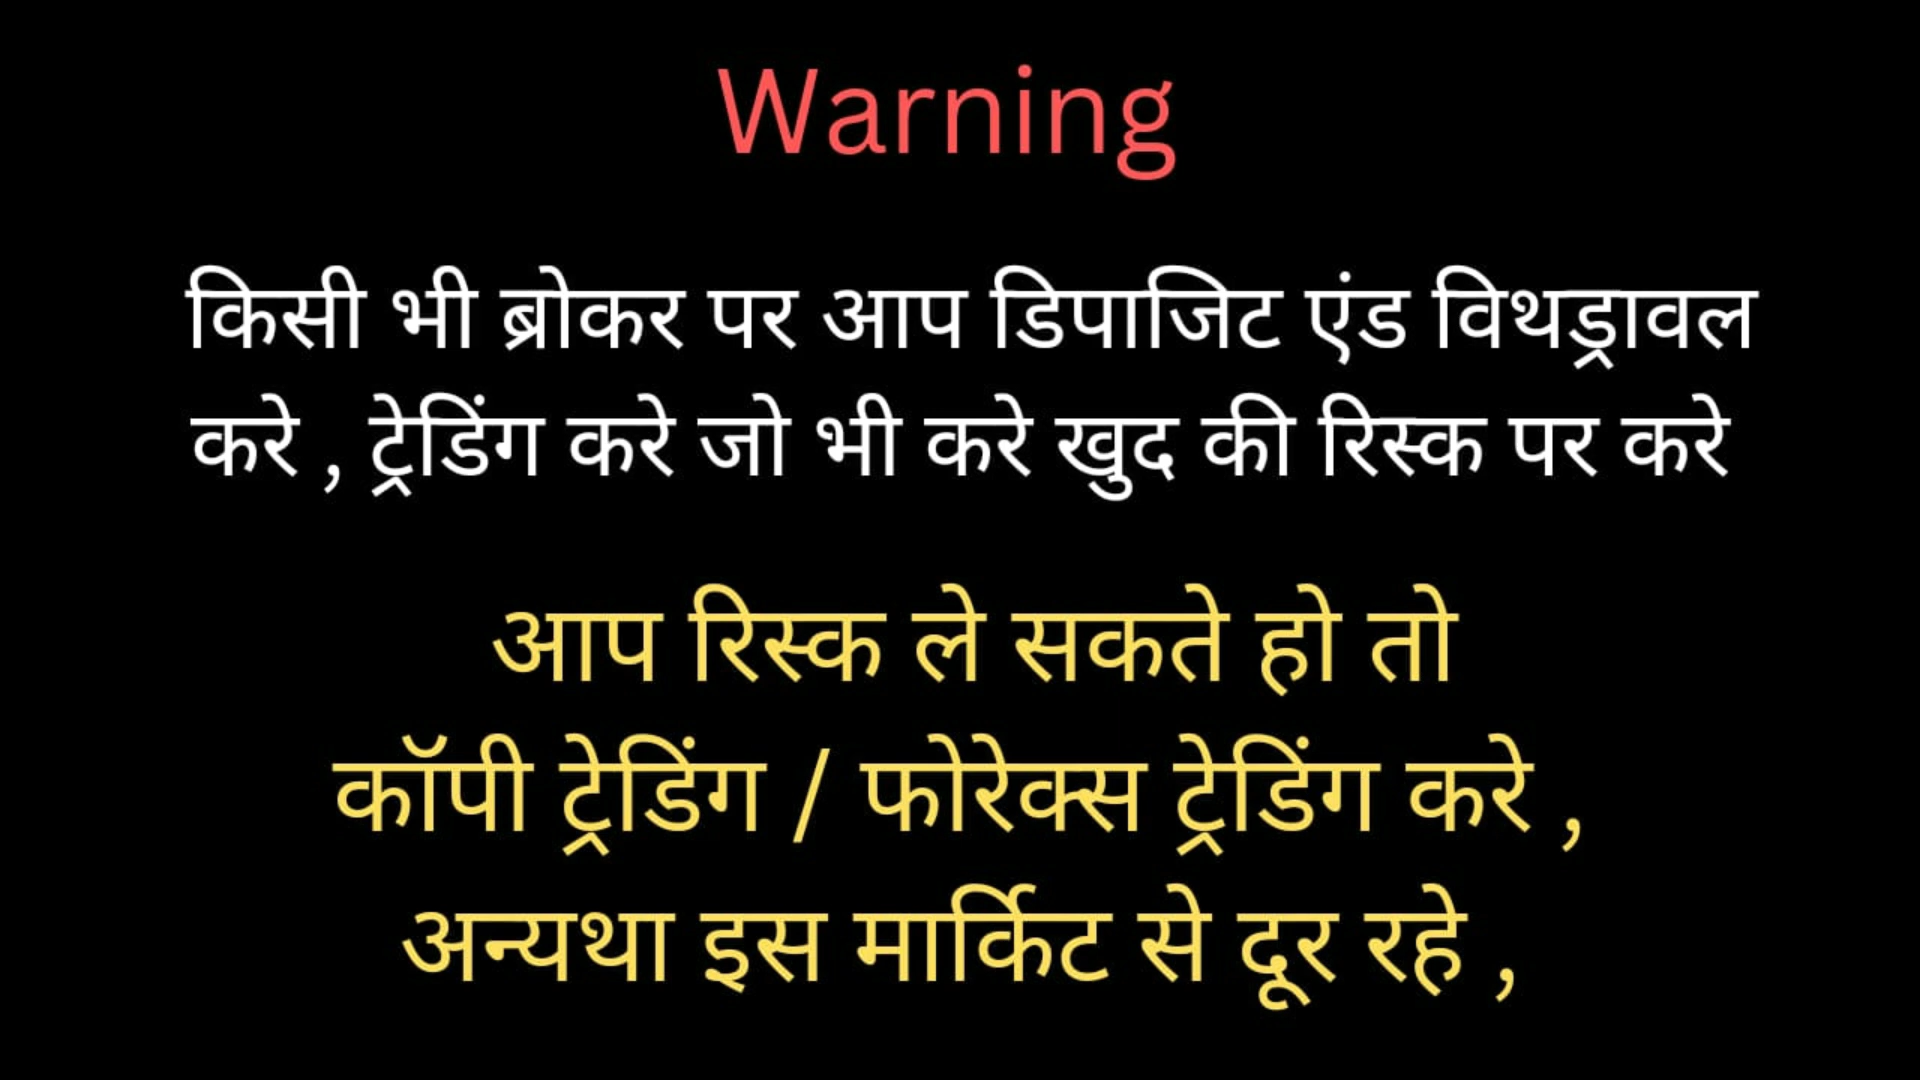 Warning
किसी भी ब्रोकर पर आप डिपाजिट एंड विथड्रावल
करे , ट्रेडिंग करे जो भी करे खुद की रिस्क पर करे
आप रिस्क ले सकते हो तो
कॉपी ट्रेडिंग / फोरेक्स ट्रेडिंग करे ,
अन्यथा इस मार्किट से दूर रहे ,